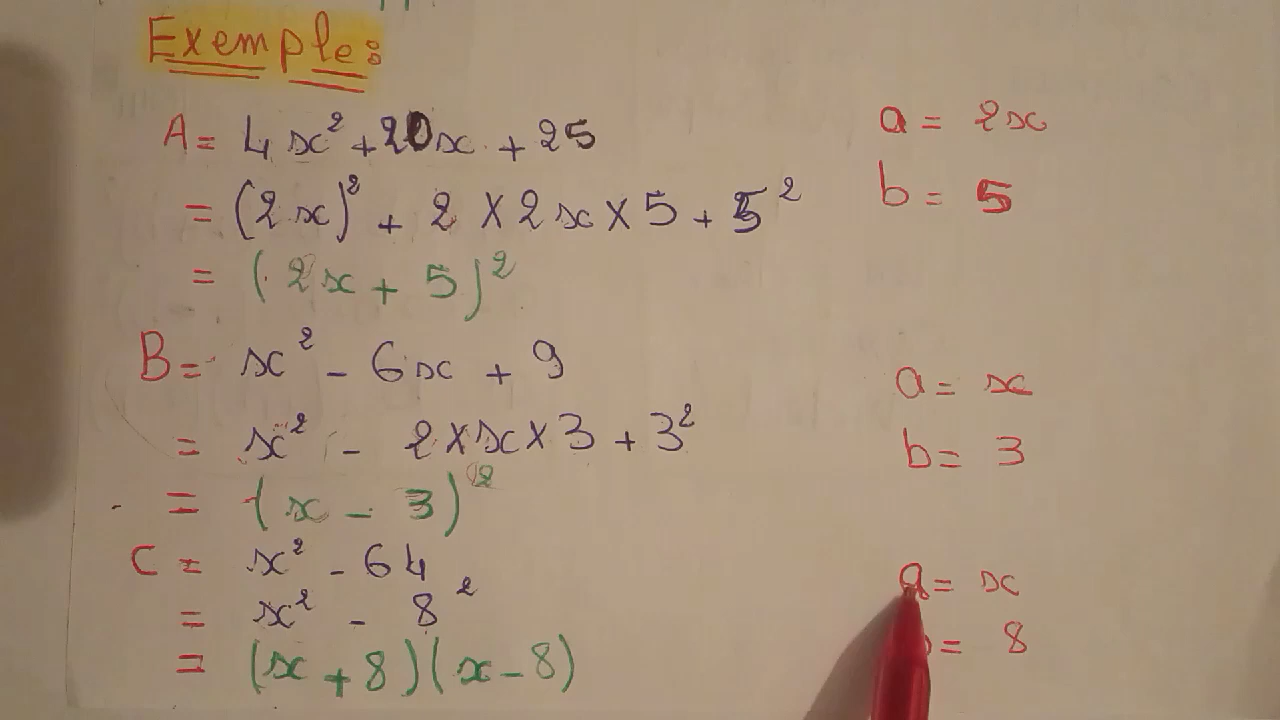 Exemple:
A = 4x² + 20x + 25
a = 2x
= (2x)² + 2 × 2x × 5 + 5²
b = 5
= (2x + 5)²
B = x² - 6x + 9
a = x
= x² - 2 × x × 3 + 3²
b = 3
= (x - 3)²
C = x² - 64
a = x
= x² - 8²
= 8
= (x + 8)(x - 8)